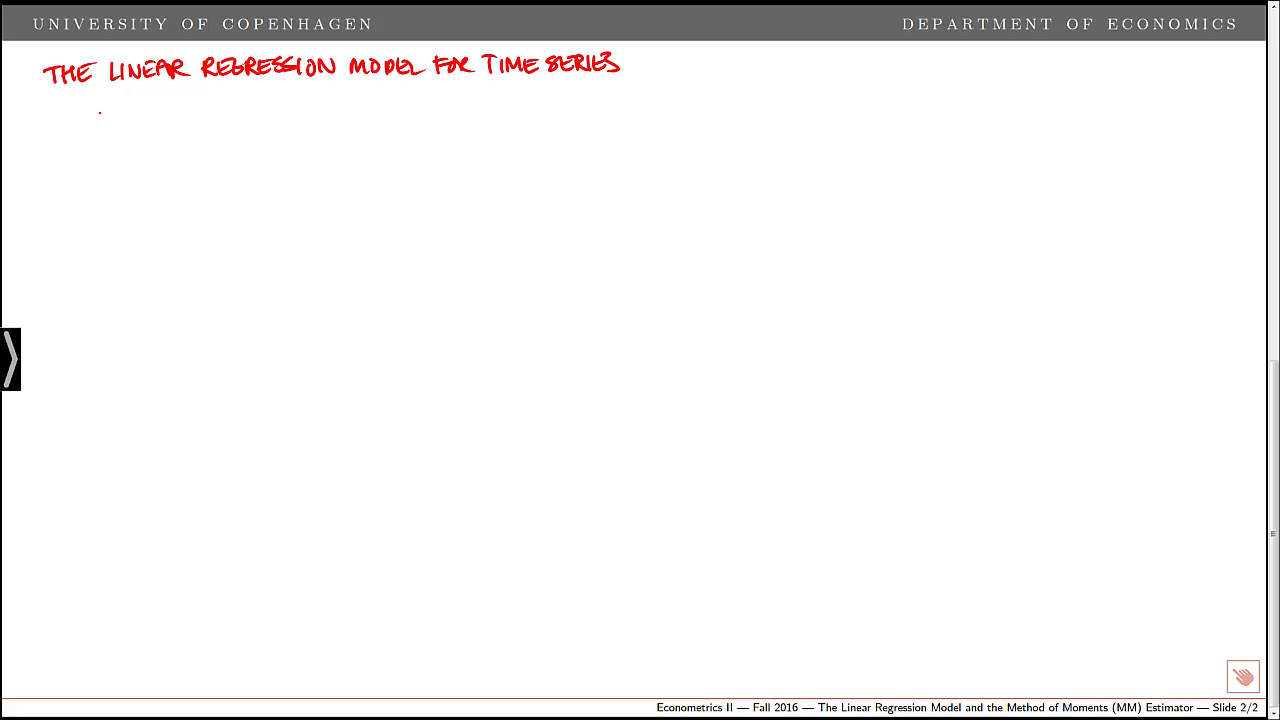 UNIVERSITY OF COPENHAGEN DEPARTMENT OF ECONOMICS
THE LINEAR REGRESSION MODEL FOR TIME SERIES
Econometrics II — Fall 2016 — The Linear Regression Model and the Method of Moments (MM) Estimator — Slide 2/2